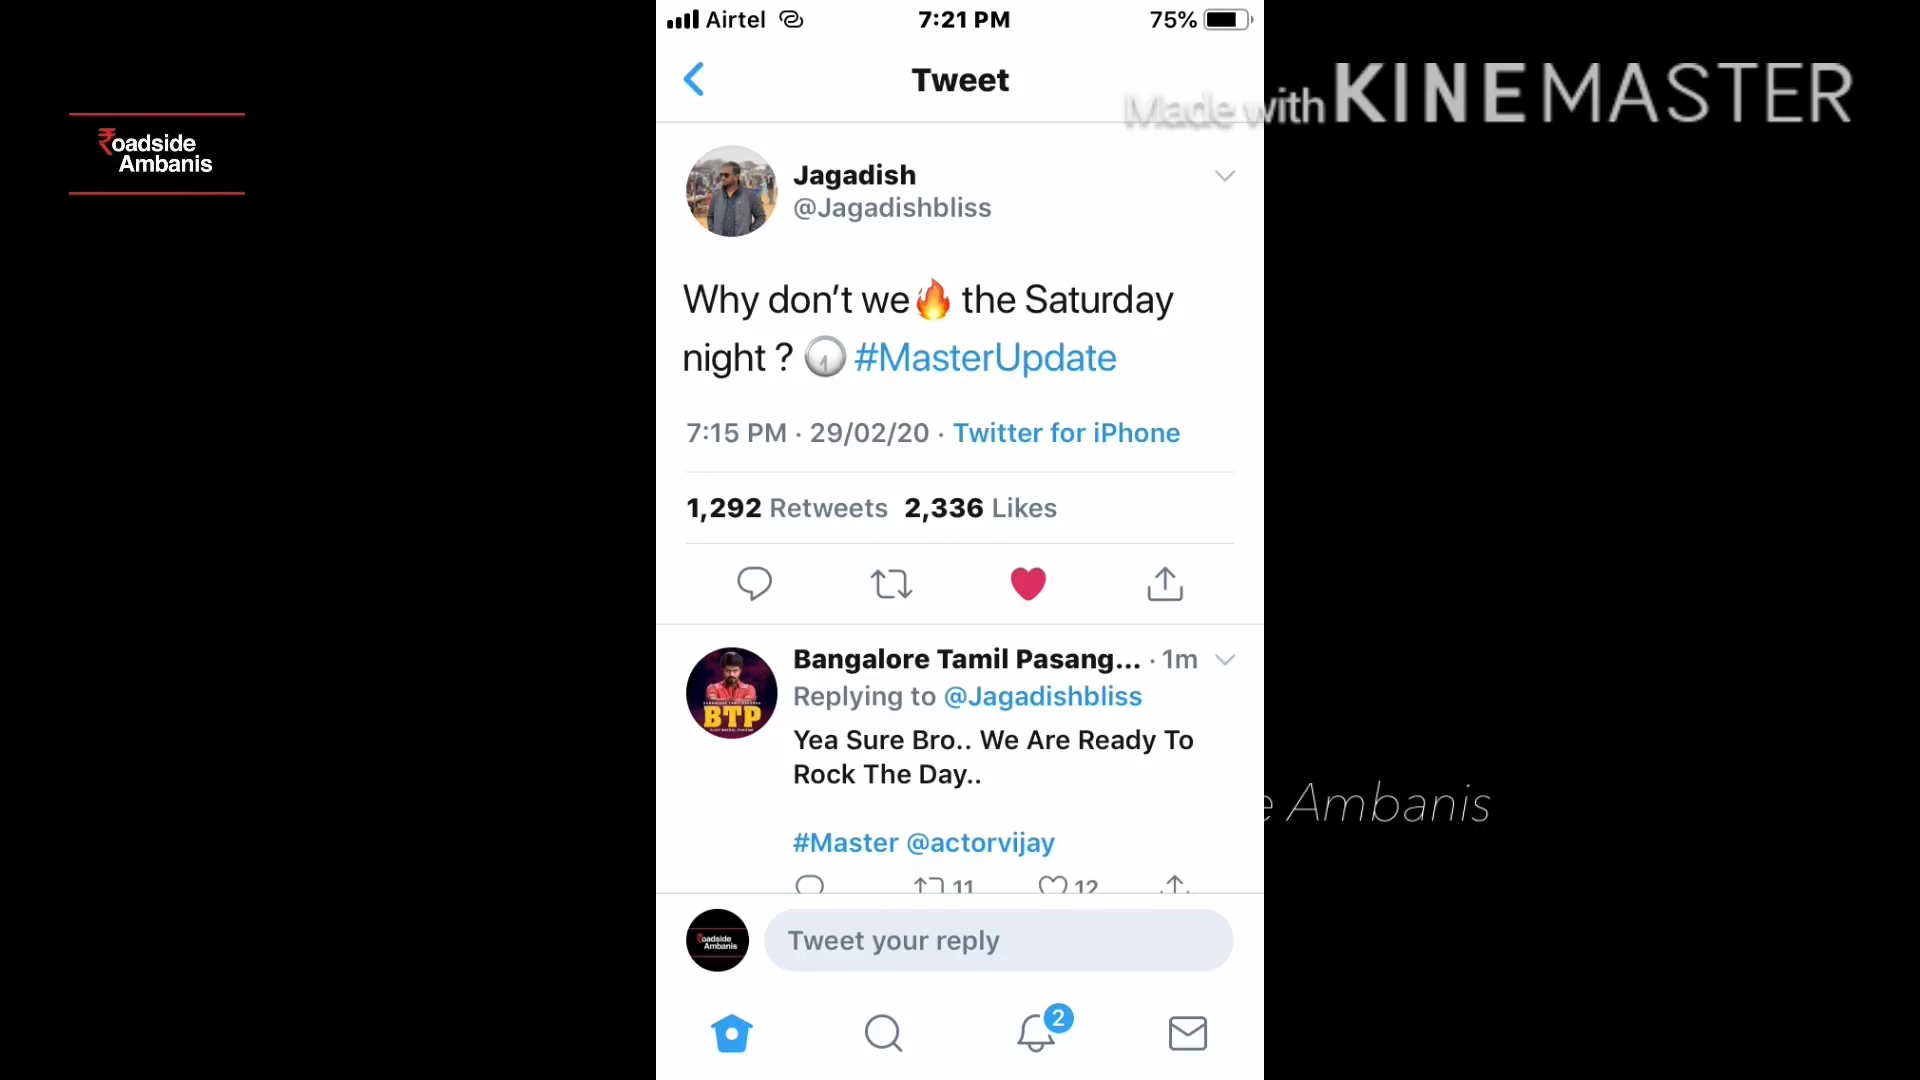 Airtel 7:21 PM 75%
Tweet
Made with KINEMASTER
₹oadside
Ambanis
Jagadish
@Jagadishbliss
Why don’t we🔥 the Saturday
night ? 🕡 #MasterUpdate
7:15 PM · 29/02/20 · Twitter for iPhone
1,292 Retweets 2,336 Likes
Bangalore Tamil Pasang... · 1m
Replying to @Jagadishbliss
BTP
Yea Sure Bro.. We Are Ready To
Rock The Day..
e Ambanis
#Master @actorvijay
11 12
₹oadside
Ambanis
Tweet your reply
2